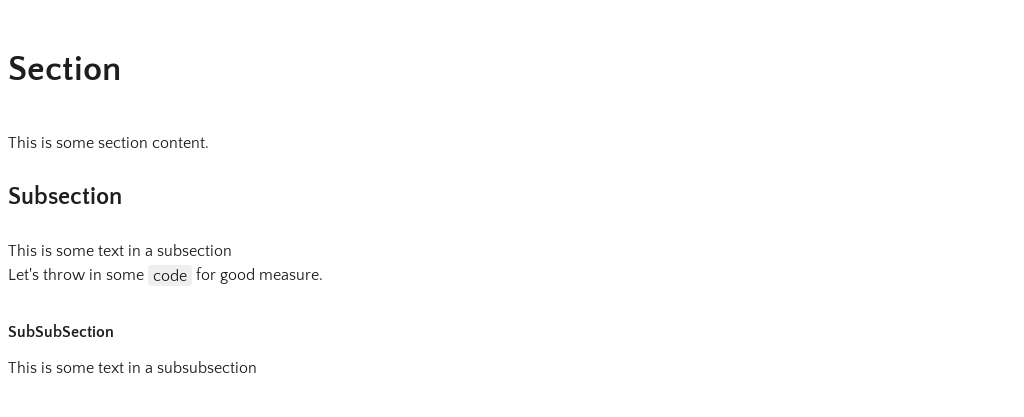 Section
This is some section content.
Subsection
This is some text in a subsection
Let's throw in some code for good measure.
SubSubSection
This is some text in a subsubsection